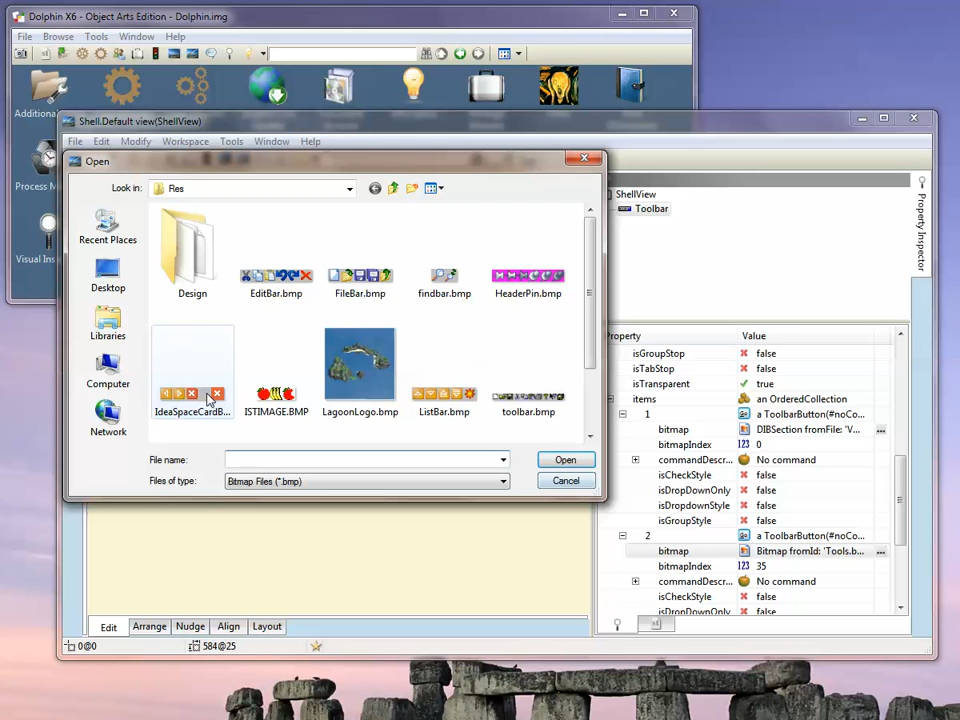 Dolphin X6 - Object Arts Edition - Dolphin.img
File Browse Tools Window Help
Additiona
Process M
Visual Ins
Shell.Default view(ShellView)
File Edit Modify Workspace Tools Window Help
Open
Look in: Res
Recent Places
Desktop
Libraries
Computer
Network
Design
EditBar.bmp
FileBar.bmp
findbar.bmp
HeaderPin.bmp
IdeaSpaceCardB...
ISTIMAGE.BMP
LagoonLogo.bmp
ListBar.bmp
toolbar.bmp
File name:
Open
Files of type: Bitmap Files (*.bmp)
Cancel
ShellView
Toolbar
Property Inspector
Property Value
isGroupStop false
isTabStop false
isTransparent true
items an OrderedCollection
1 a ToolbarButton(#noCo...
bitmap DIBSection fromFile: 'V... ...
bitmapIndex 123 0
commandDescr... No command
isCheckStyle false
isDropDownOnly false
isDropdownStyle false
isGroupStyle false
2 a ToolbarButton(#noCo...
bitmap Bitmap fromId: 'Tools.b... ...
bitmapIndex 123 35
commandDescr... No command
isCheckStyle false
isDropDownOnly false
Edit Arrange Nudge Align Layout
0@0 584@25